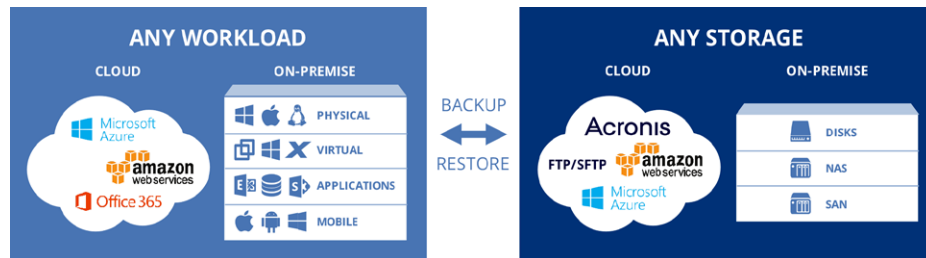 ANY WORKLOAD
CLOUD
ON-PREMISE
Microsoft
Azure
amazon
web services
Office 365
PHYSICAL
VIRTUAL
E
S
APPLICATIONS
MOBILE
BACKUP
RESTORE
ANY STORAGE
CLOUD
ON-PREMISE
Acronis
FTP/SFTP
amazon
web services
Microsoft
Azure
DISKS
NAS
SAN